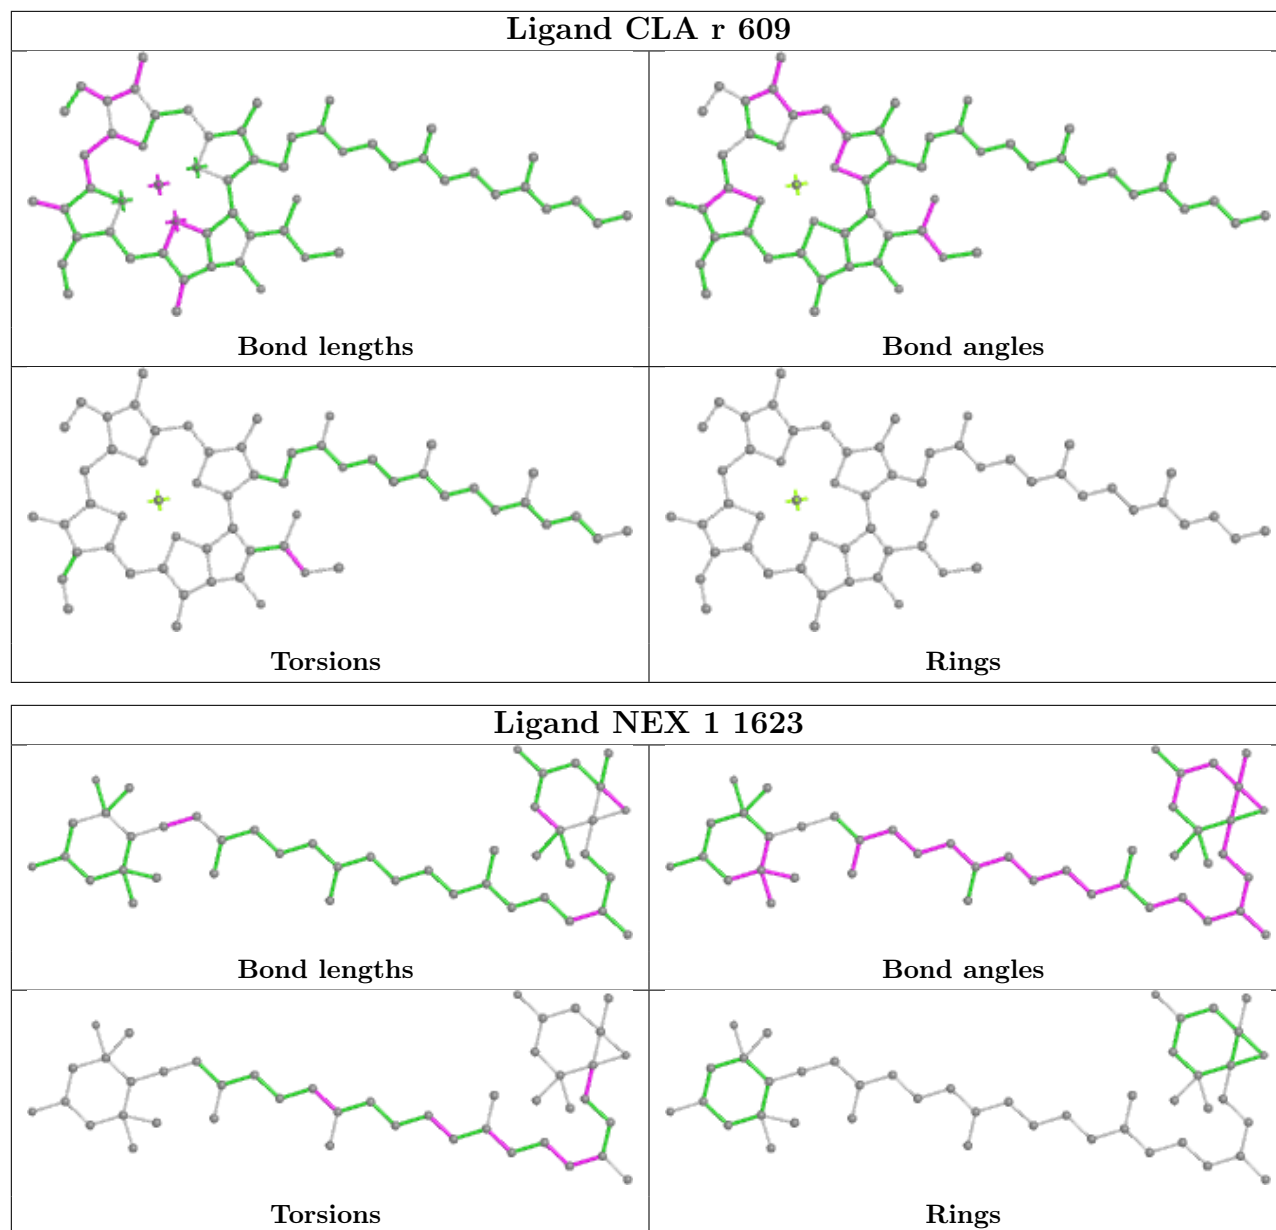 Ligand CLA r 609
Bond lengths
Bond angles
Torsions
Rings
Ligand NEX 1 1623
Bond lengths
Bond angles
Torsions
Rings